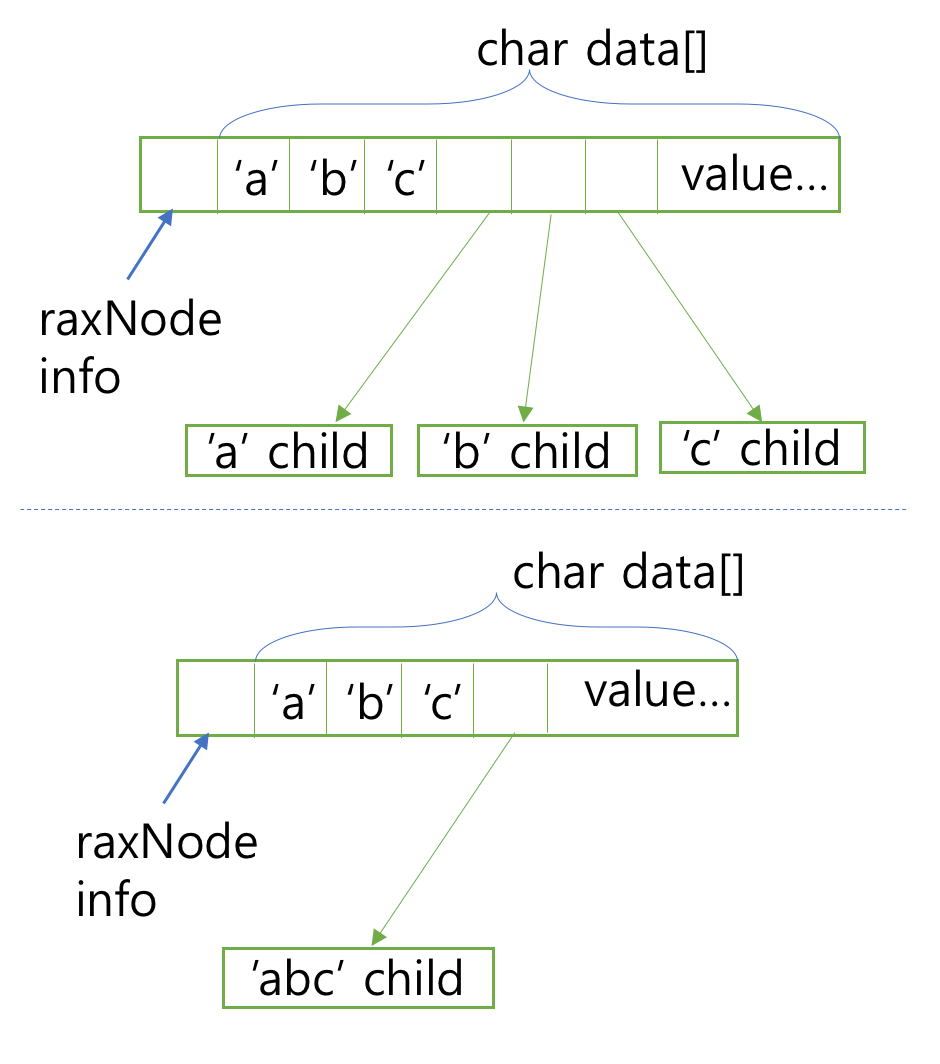 char data[]
‘a’ ‘b’ ‘c’ value...
raxNode
info
’a’ child ‘b’ child ‘c’ child
char data[]
‘a’ ‘b’ ‘c’ value...
raxNode
info
’abc’ child